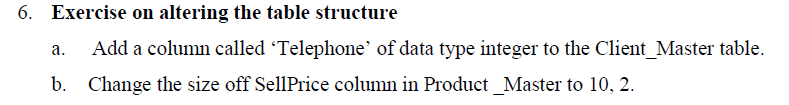 6. Exercise on altering the table structure
a. Add a column called ‘Telephone’ of data type integer to the Client_Master table.
b. Change the size off SellPrice column in Product _Master to 10, 2.